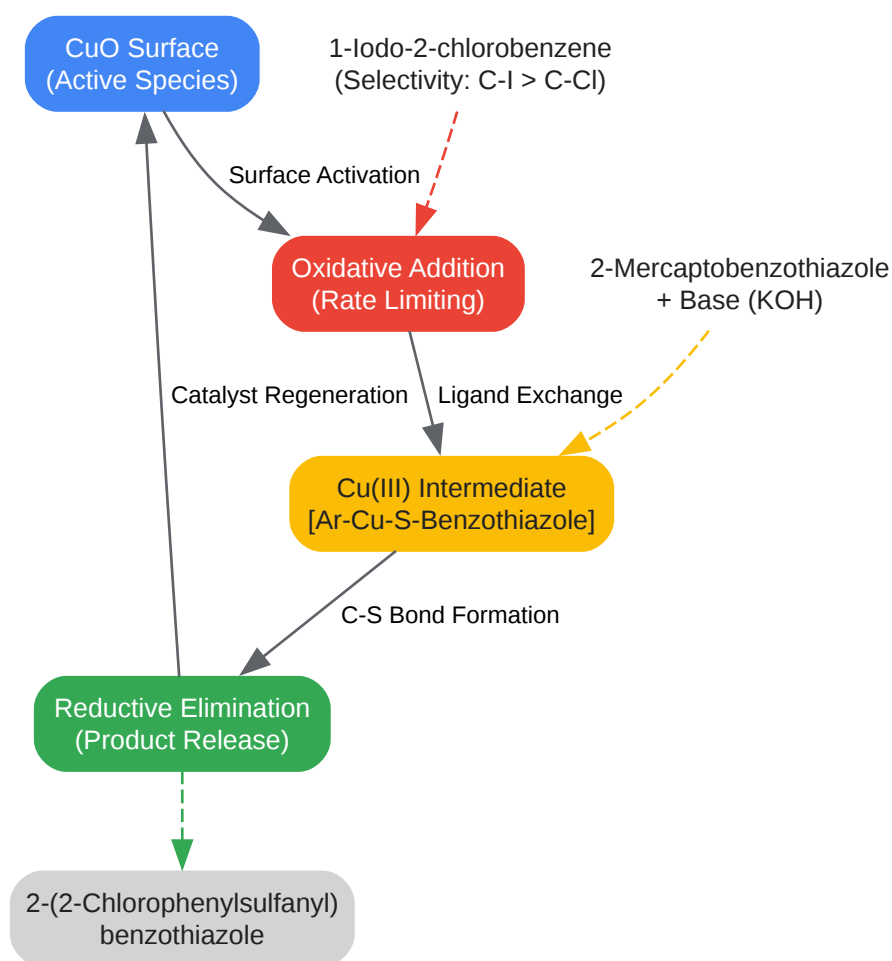 CuO Surface
(Active Species)
1-Iodo-2-chlorobenzene
(Selectivity: C-I > C-Cl)
Surface Activation
Oxidative Addition
(Rate Limiting)
2-Mercaptobenzothiazole
+ Base (KOH)
Catalyst Regeneration
Ligand Exchange
Cu(III) Intermediate
[Ar-Cu-S-Benzothiazole]
C-S Bond Formation
Reductive Elimination
(Product Release)
2-(2-Chlorophenylsulfanyl)
benzothiazole